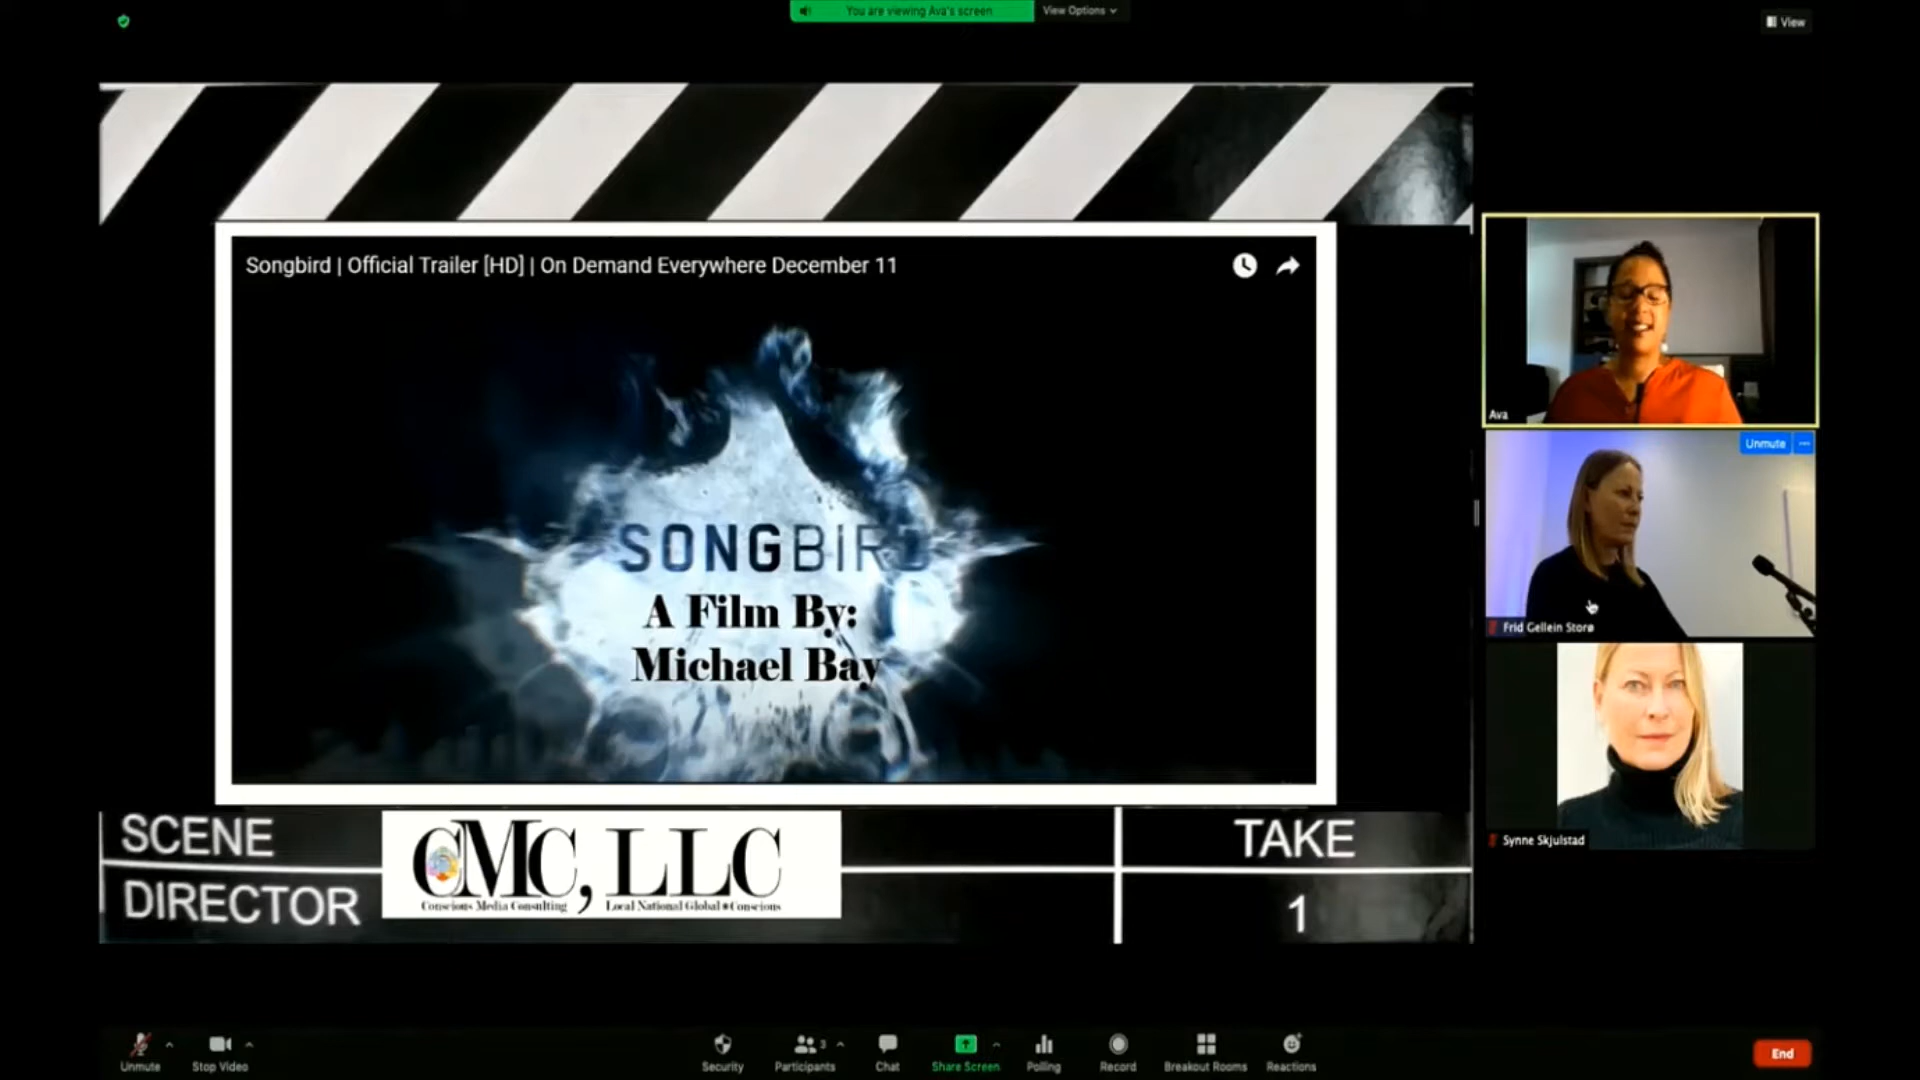 You are viewing Ava's screen
View Options
View
Songbird | Official Trailer [HD] | On Demand Everywhere December 11
SONGBIRD
A Film By:
Michael Bay
Ava
Unmute
Frid Gellein Storø
Synne Skjulstad
SCENE
DIRECTOR
CMC, LLC
Conscious Media Consulting
Local National Global Conscious
TAKE
1
Unmute
Stop Video
Security
Participants
3
Chat
Share Screen
Polling
Record
Breakout Rooms
Reactions
End